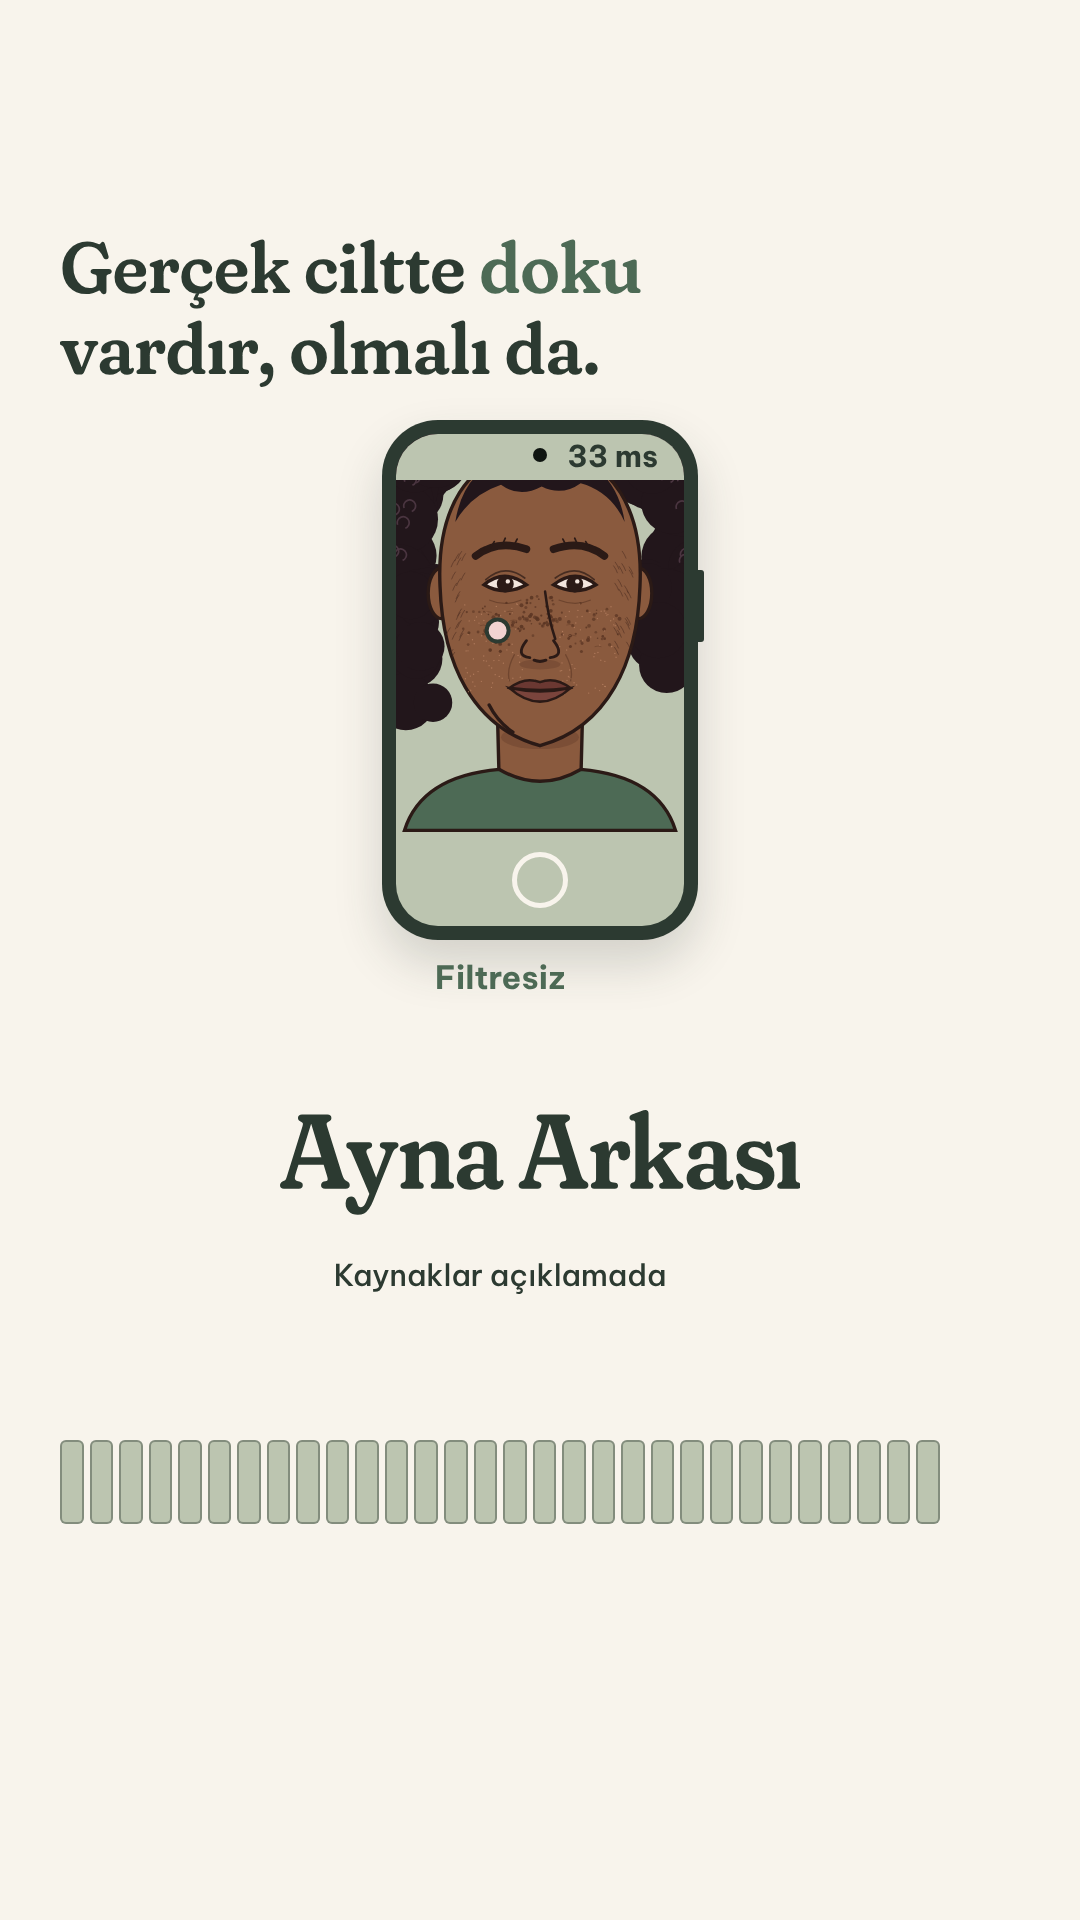 Gerçek ciltte doku
vardır, olmalı da.
33 ms
Filtresiz
Ayna Arkası
Kaynaklar açıklamada